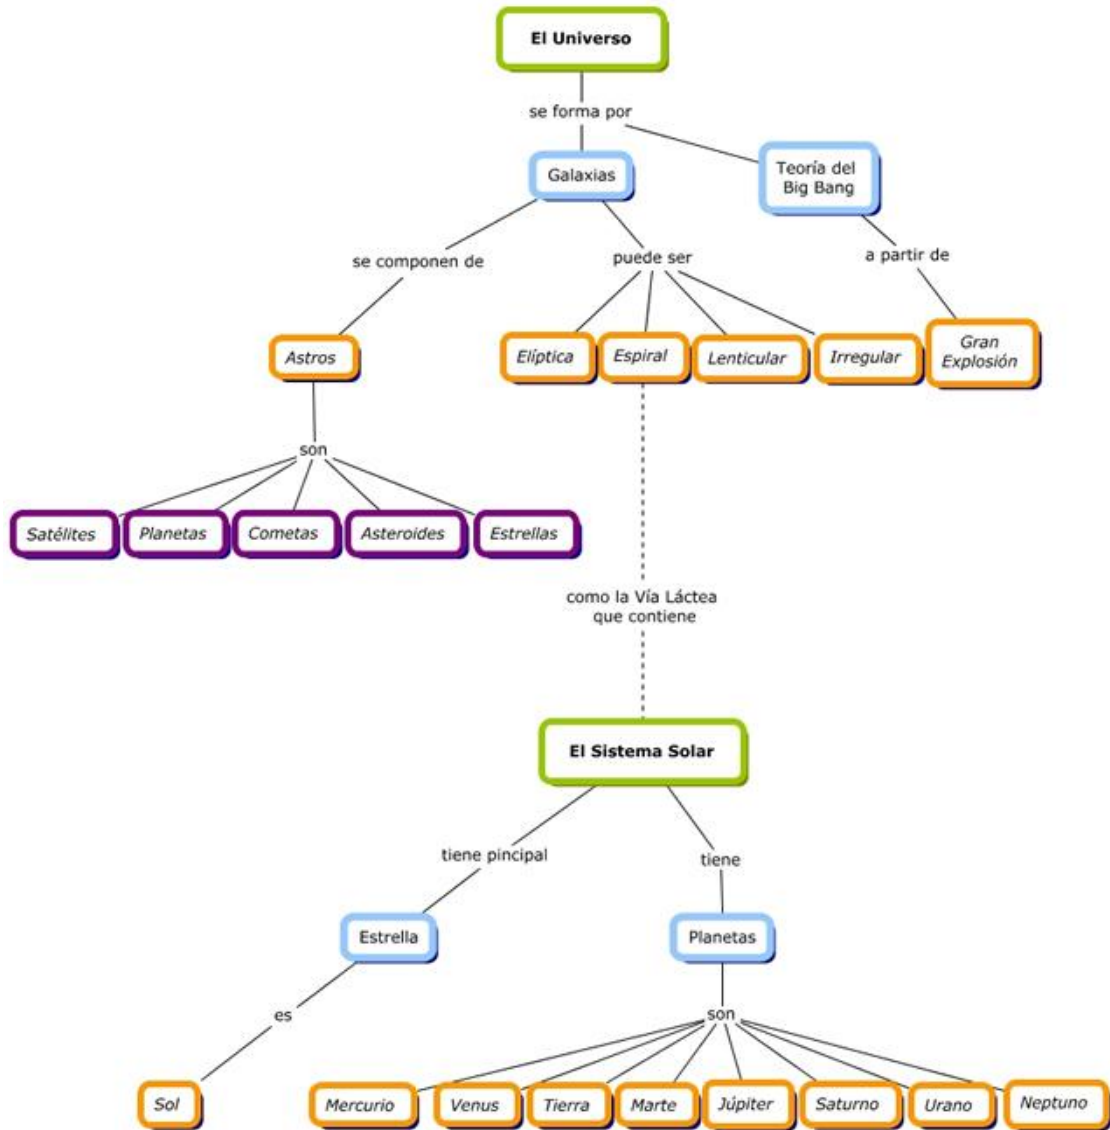 El Universo
se forma por
Galaxias
Teoría del
Big Bang
se componen de
puede ser
a partir de
Astros
Elíptica
Espiral
Lenticular
Irregular
Gran
Explosión
son
Satélites
Planetas
Cometas
Asteroides
Estrellas
como la Vía Láctea
que contiene
El Sistema Solar
tiene pincipal
tiene
Estrella
Planetas
es
son
Sol
Mercurio
Venus
Tierra
Marte
Júpiter
Saturno
Urano
Neptuno